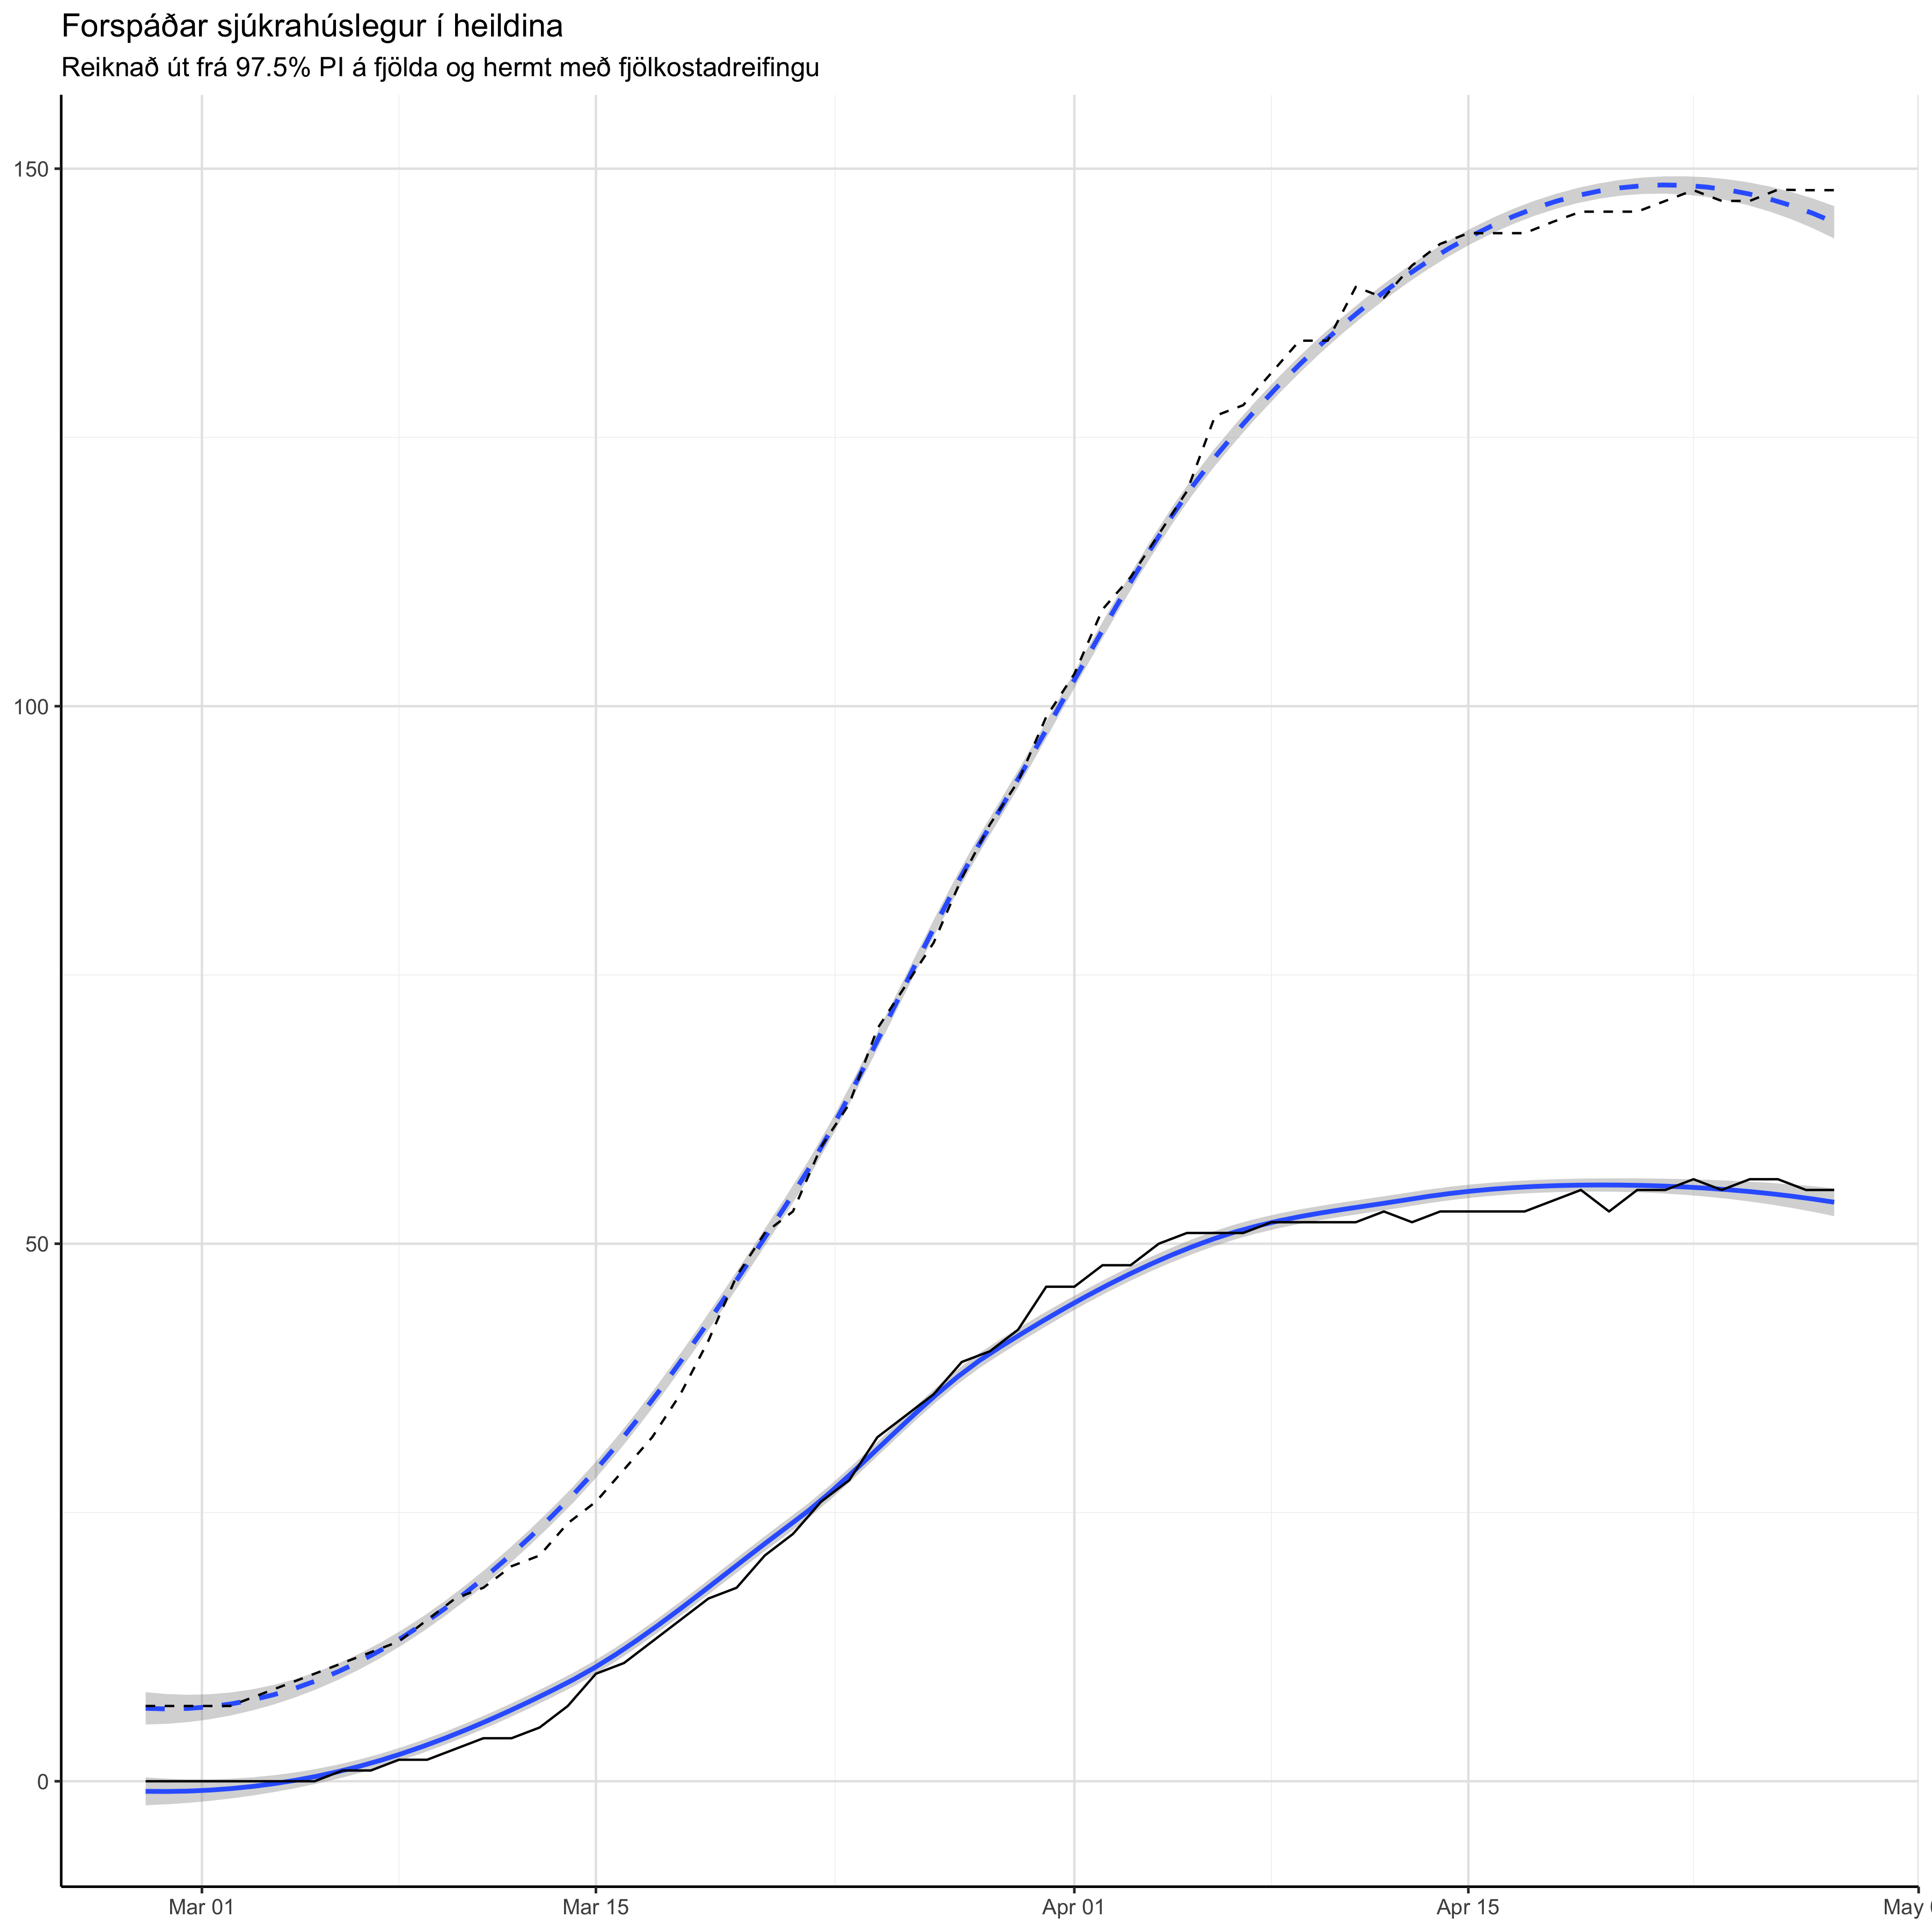 Forspáðar sjúkrahúslegur í heildina
Reiknað út frá 97.5% PI á fjölda og hermt með fjölkostadreifingu
150
100
50
0
Mar 01
Mar 15
Apr 01
Apr 15
May